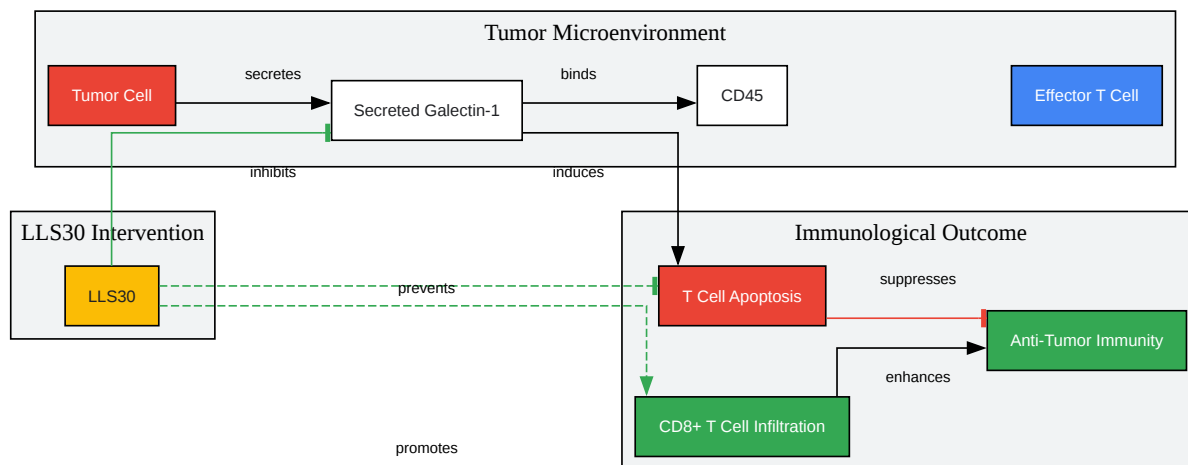 Tumor Microenvironment
secretes
binds
Tumor Cell
Secreted Galectin-1
CD45
Effector T Cell
inhibits
induces
LLS30 Intervention
Immunological Outcome
LLS30
prevents
T Cell Apoptosis
suppresses
Anti-Tumor Immunity
enhances
CD8+ T Cell Infiltration
promotes